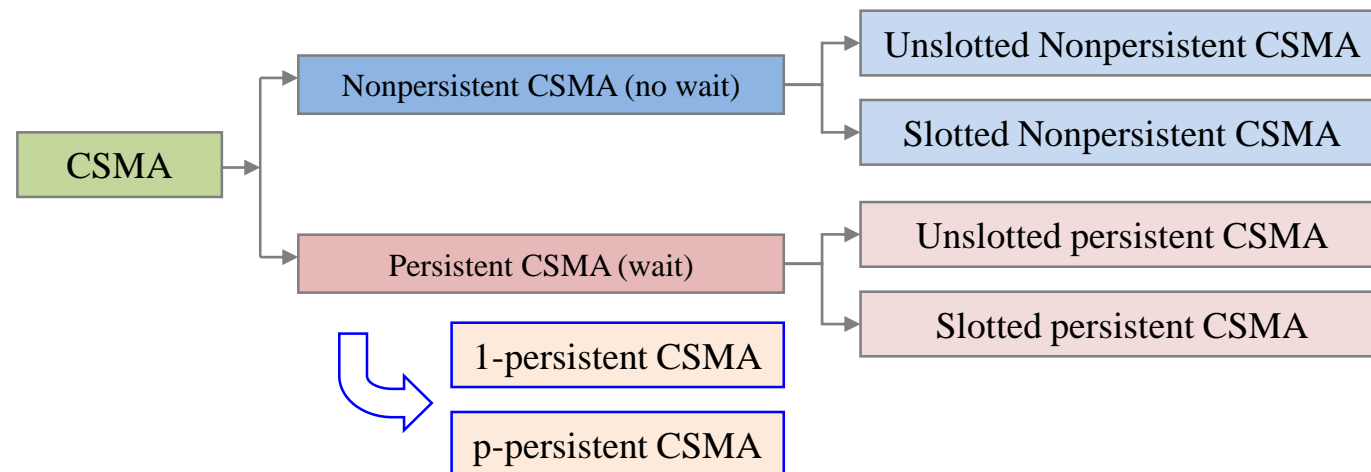 CSMA
Nonpersistent CSMA (no wait)
Unslotted Nonpersistent CSMA
Slotted Nonpersistent CSMA
Persistent CSMA (wait)
Unslotted persistent CSMA
Slotted persistent CSMA
1-persistent CSMA
p-persistent CSMA